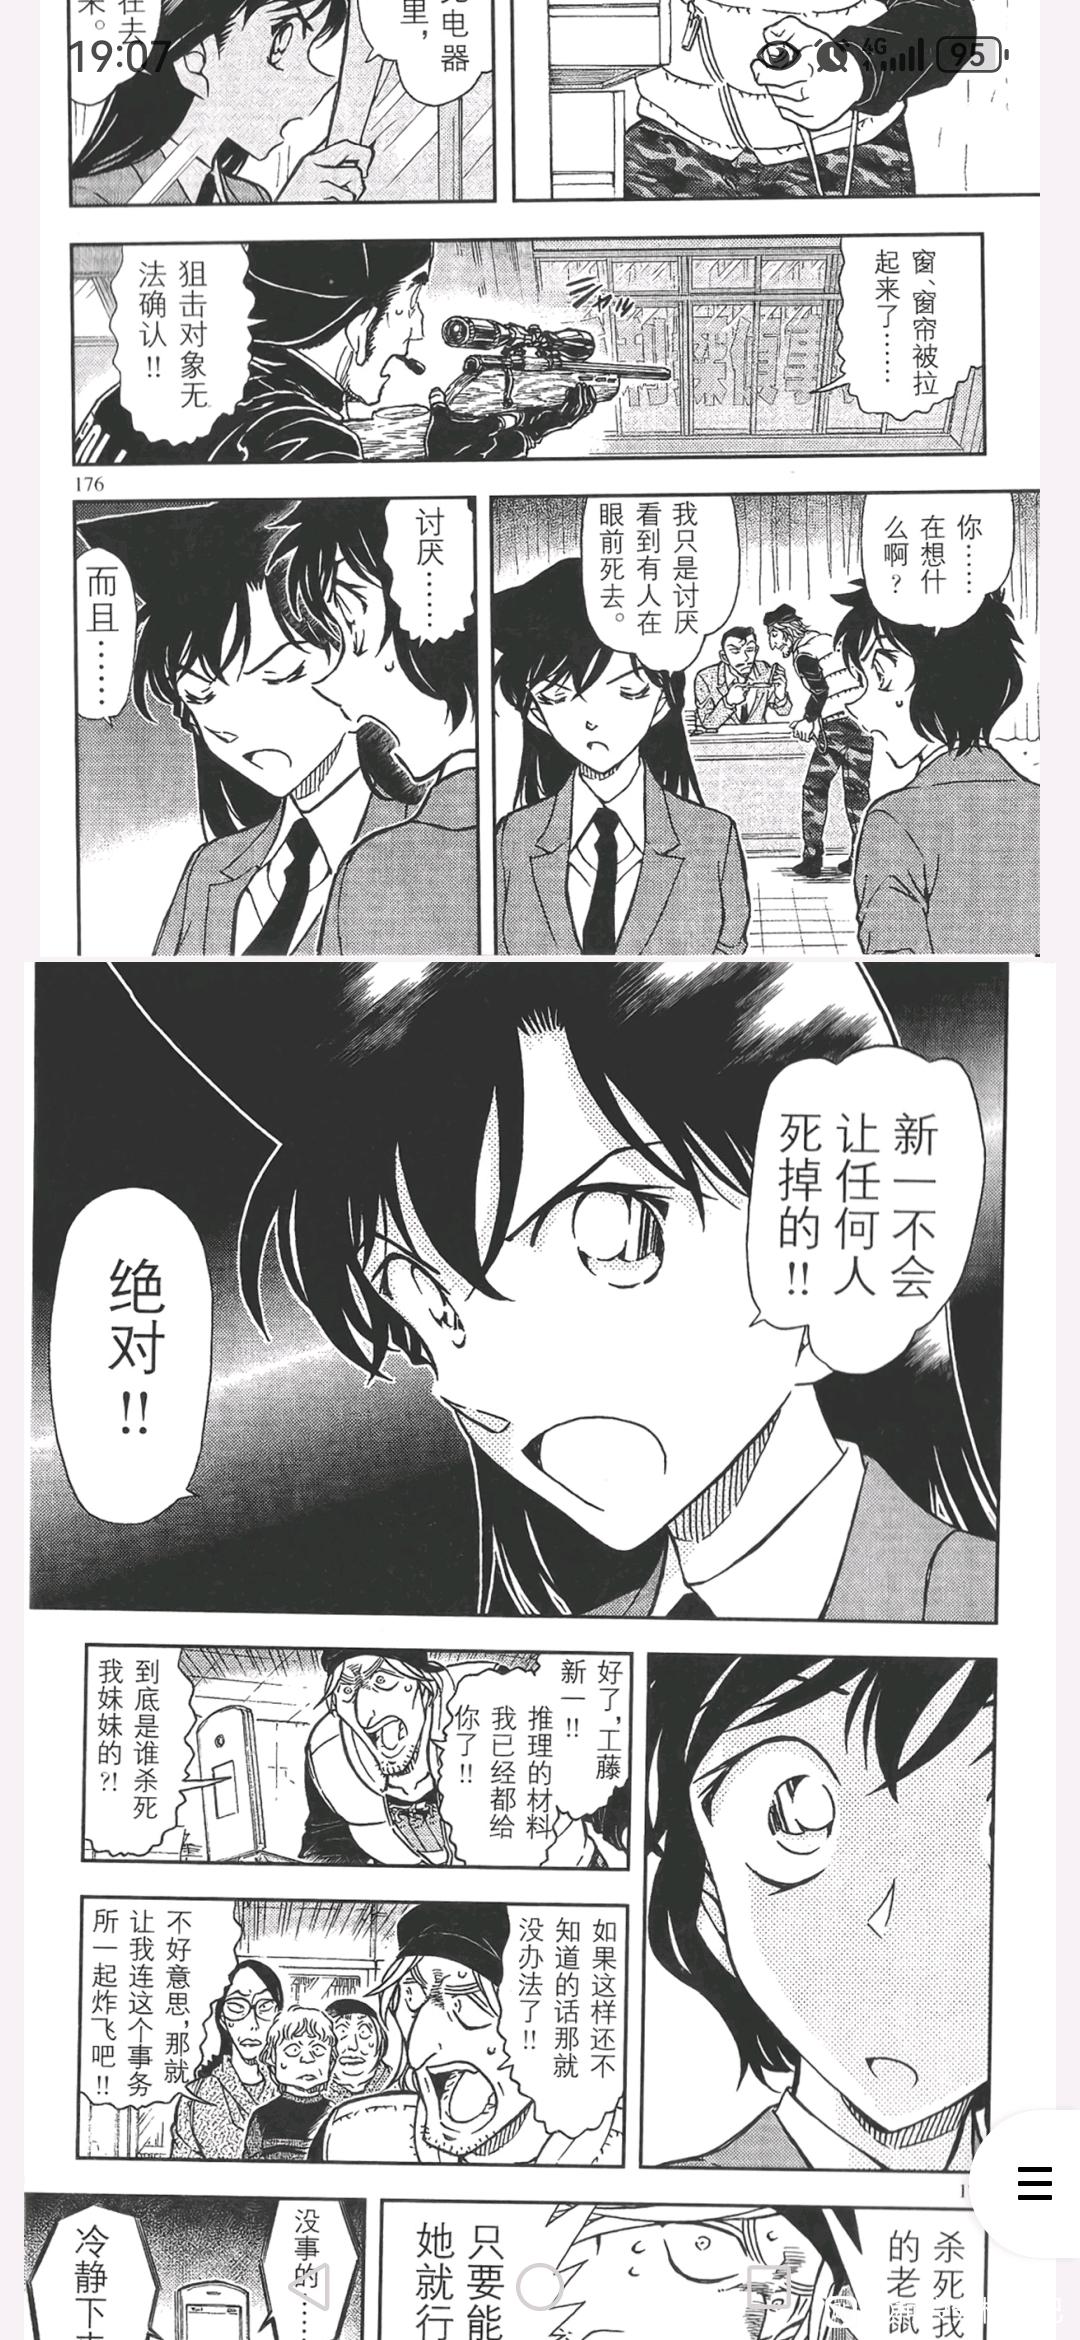 19:07
4G
95
电器
里，
在去
来。
窗、窗帘被拉
起来了……
狙击对象无
法确认!!
176
你……
在想什
么啊？
我只是讨厌
看到有人在
眼前死去。
讨厌……
而且……
新一不会
让任何人
死掉的!!
绝对!!
好了，工藤
新一!!
推理的材料
我已经都给
你了!!
到底是谁杀死
我妹妹的?!
如果这样还不
知道的话那就
没办法了!!
不好意思，那就
让我连这个事务
所一起炸飞吧!!
杀死我
的老鼠
只要能
她就行
没事的……
冷静下